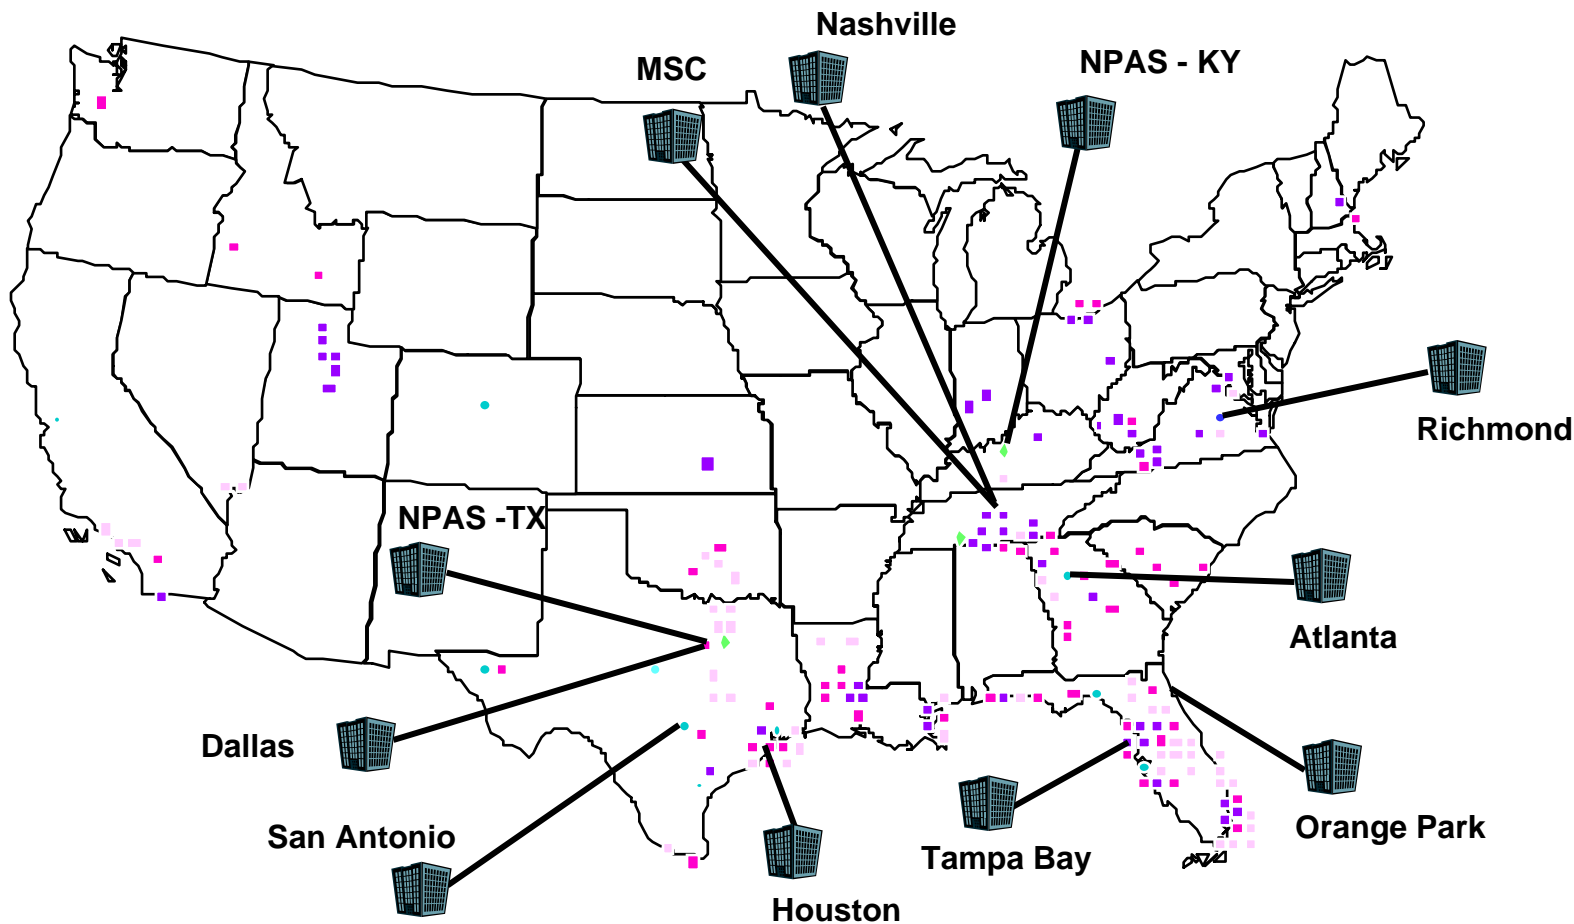 Nashville
MSC
NPAS - KY
Richmond
NPAS -TX
Atlanta
Dallas
San Antonio
Orange Park
Tampa Bay
Houston